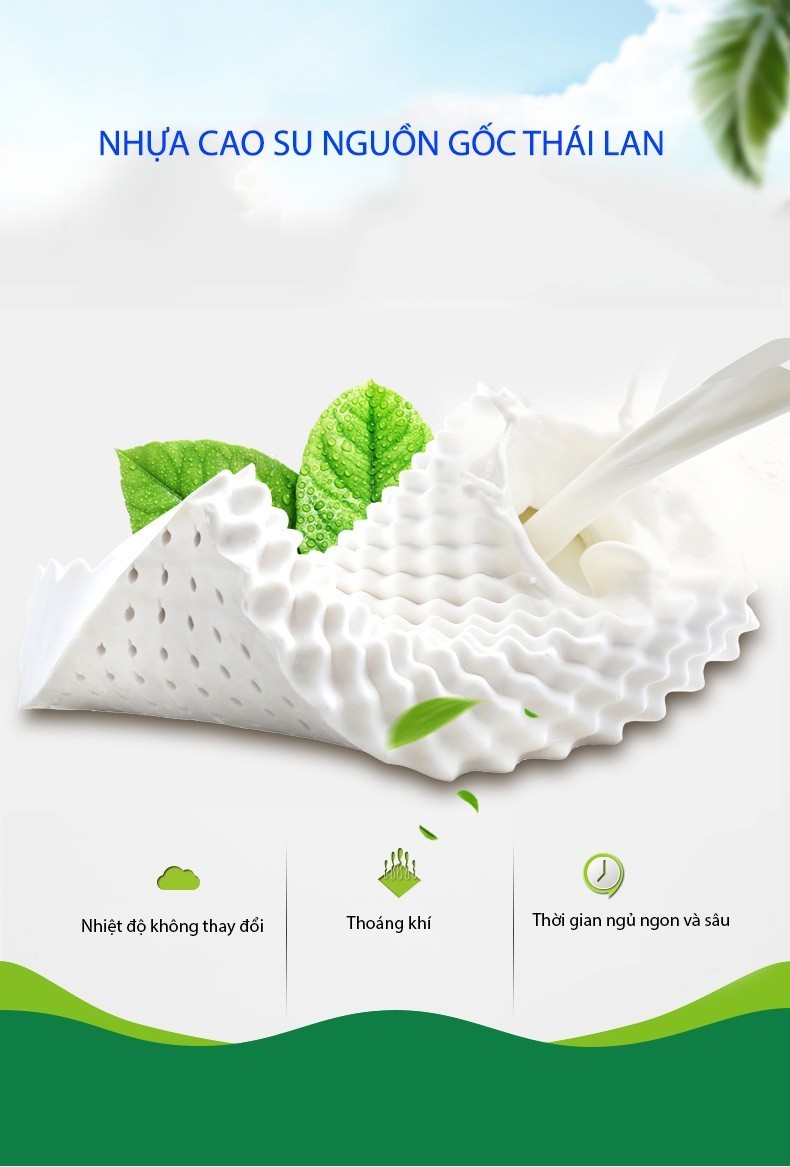 NHỰA CAO SU NGUỒN GỐC THÁI LAN
Nhiệt độ không thay đổi
Thoáng khí
Thời gian ngủ ngon và sâu